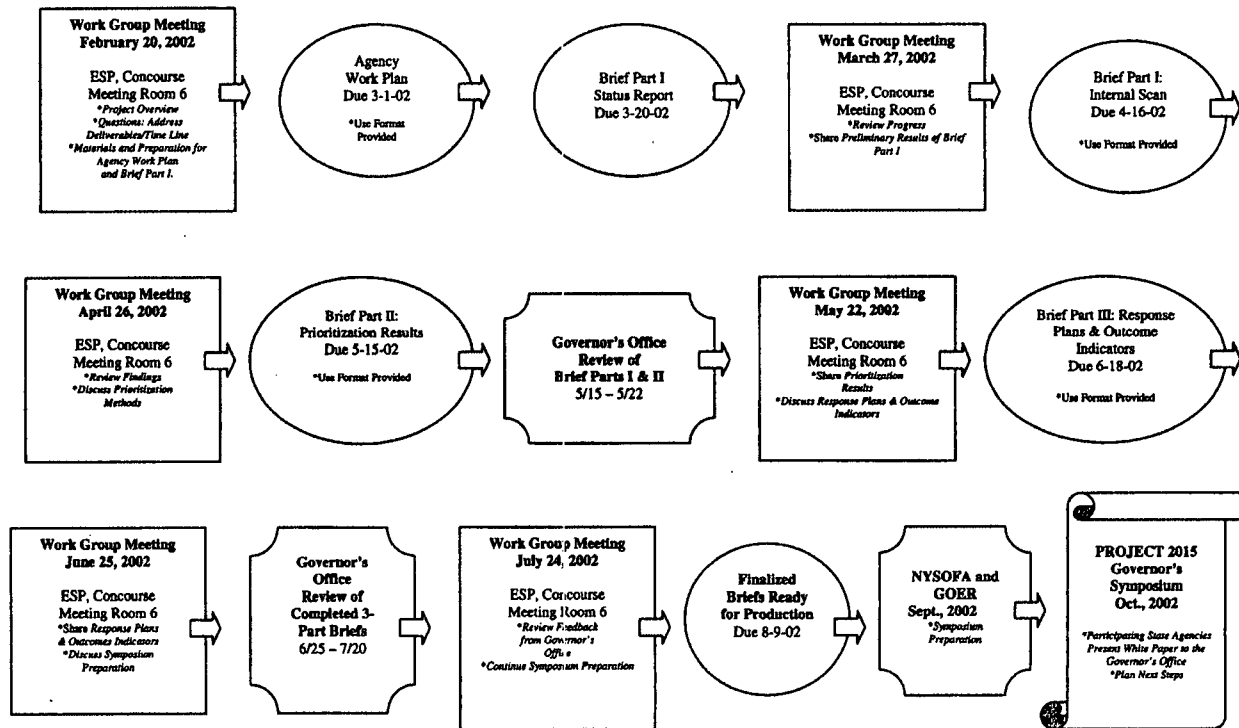 Work Group Meeting
February 20, 2002
ESP, Concourse
Meeting Room 6
*Project Overview
*Questions: Address
Deliverables/Time Line
*Materials and Preparation for
Agency Work Plan
and Brief Part I.
Agency
Work Plan
Due 3-1-02
*Use Format
Provided
Brief Part I
Status Report
Due 3-20-02
Work Group Meeting
March 27, 2002
ESP, Concourse
Meeting Room 6
*Review Progress
*Share Preliminary Results of Brief
Part I
Brief Part I:
Internal Scan
Due 4-16-02
*Use Format Provided
Work Group Meeting
April 26, 2002
ESP, Concourse
Meeting Room 6
*Review Findings
*Discuss Prioritization
Methods
Brief Part II:
Prioritization Results
Due 5-15-02
*Use Format Provided
Governor's Office
Review of
Brief Parts I & II
5/15 – 5/22
Work Group Meeting
May 22, 2002
ESP, Concourse
Meeting Room 6
*Share Prioritization
Results
*Discuss Response Plans & Outcome
Indicators
Brief Part III: Response
Plans & Outcome
Indicators
Due 6-18-02
*Use Format Provided
Work Group Meeting
June 25, 2002
ESP, Concourse
Meeting Room 6
*Share Response Plans
& Outcomes Indicators
*Discuss Symposium
Preparation
Governor's
Office
Review of
Completed 3-
Part Briefs
6/25 – 7/20
Work Group Meeting
July 24, 2002
ESP, Concourse
Meeting Room 6
*Review Feedback
from Governor's
Office
*Continue Symposium Preparation
Finalized
Briefs Ready
for Production
Due 8-9-02
NYSOFA and
GOER
Sept., 2002
*Symposium
Preparation
PROJECT 2015
Governor's
Symposium
Oct., 2002
*Participating State Agencies
Present White Paper to the
Governor's Office
*Plan Next Steps